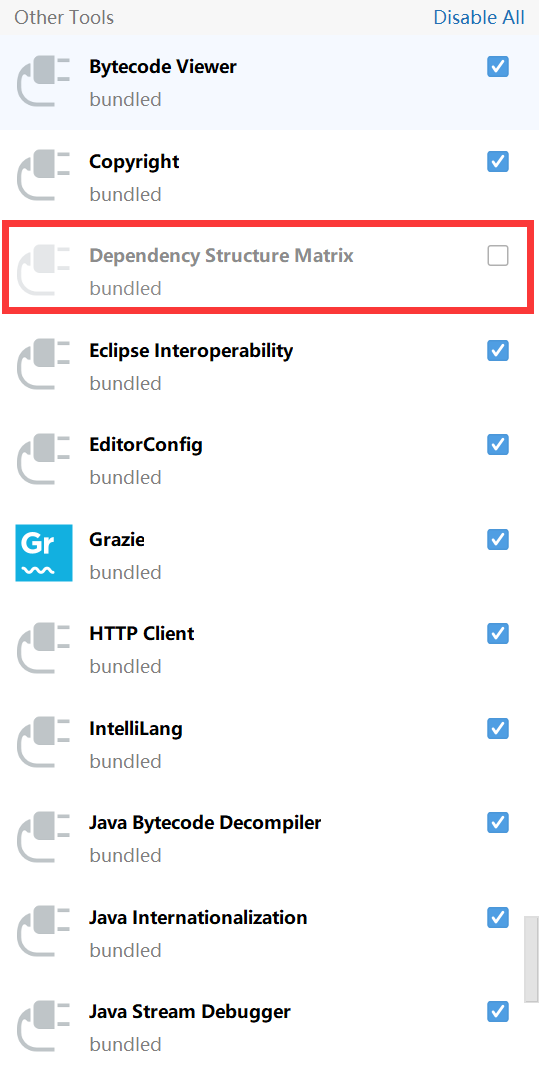 Other Tools Disable All
Bytecode Viewer
bundled
Copyright
bundled
Dependency Structure Matrix
bundled
Eclipse Interoperability
bundled
EditorConfig
bundled
Gr
Grazie
bundled
HTTP Client
bundled
IntelliLang
bundled
Java Bytecode Decompiler
bundled
Java Internationalization
bundled
Java Stream Debugger
bundled